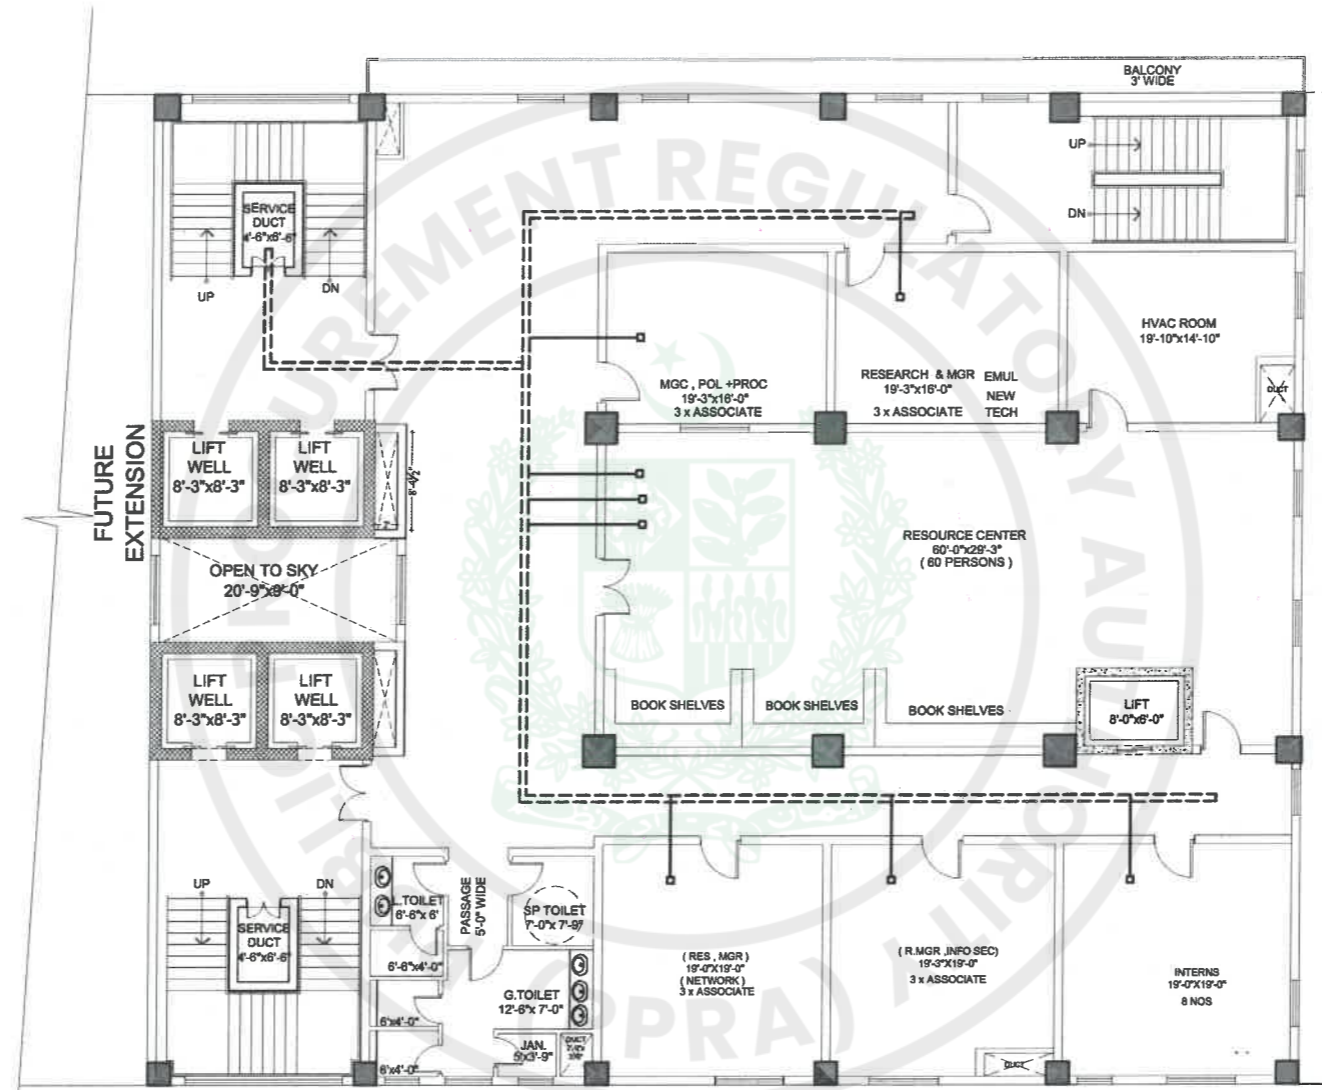 BALCONY
3' WIDE
UP
DN
SERVICE
DUCT
4'-6"x6'-6"
UP
DN
HVAC ROOM
19'-10"x14'-10"
DUCT
MGC , POL +PROC
19'-3"x16'-0"
3 x ASSOCIATE
RESEARCH & MGR
19'-3"x16'-0"
3 x ASSOCIATE
EMUL
NEW
TECH
FUTURE
EXTENSION
LIFT
WELL
8'-3"x8'-3"
LIFT
WELL
8'-3"x8'-3"
8'-4½"
OPEN TO SKY
20'-9"x9'-0"
RESOURCE CENTER
60'-0"x29'-3"
( 60 PERSONS )
LIFT
WELL
8'-3"x8'-3"
LIFT
WELL
8'-3"x8'-3"
BOOK SHELVES
BOOK SHELVES
BOOK SHELVES
LIFT
8'-0"x6'-0"
UP
DN
SERVICE
DUCT
4'-6"x6'-6"
L.TOILET
6'-6"x 6'
6'-6"x4'-0"
PASSAGE
5'-0" WIDE
SP TOILET
7'-0"x 7'-9"
G.TOILET
12'-6"x 7'-0"
6'x4'-0"
6'x4'-0"
JAN.
5'x3'-9"
DUCT
( RES , MGR )
19'-0"X19'-0"
( NETWORK )
3 x ASSOCIATE
( R.MGR ,INFO SEC)
19'-3"X19'-0"
3 x ASSOCIATE
INTERNS
19'-0"X19'-0"
8 NOS
DUCT
PROCUREMENT REGULATORY AUTHORITY (PPRA)